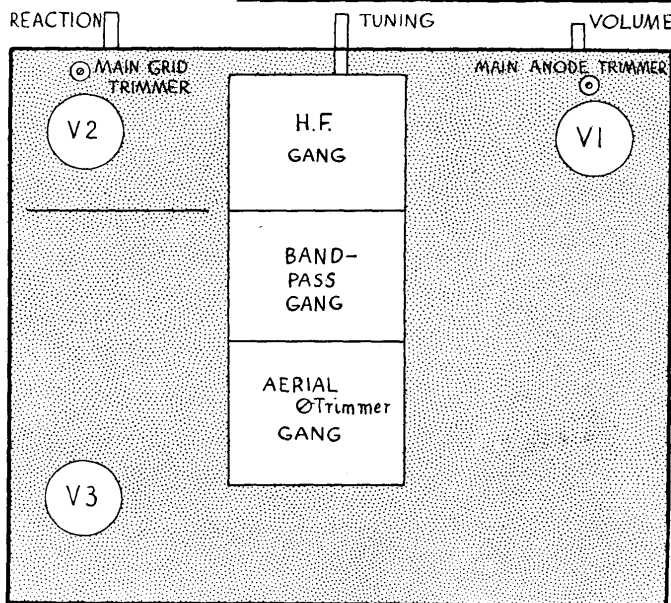 REACTION
TUNING
VOLUME
MAIN GRID
TRIMMER
MAIN ANODE TRIMMER
V2
H.F.
GANG
V1
BAND-
PASS
GANG
AERIAL
Trimmer
GANG
V3